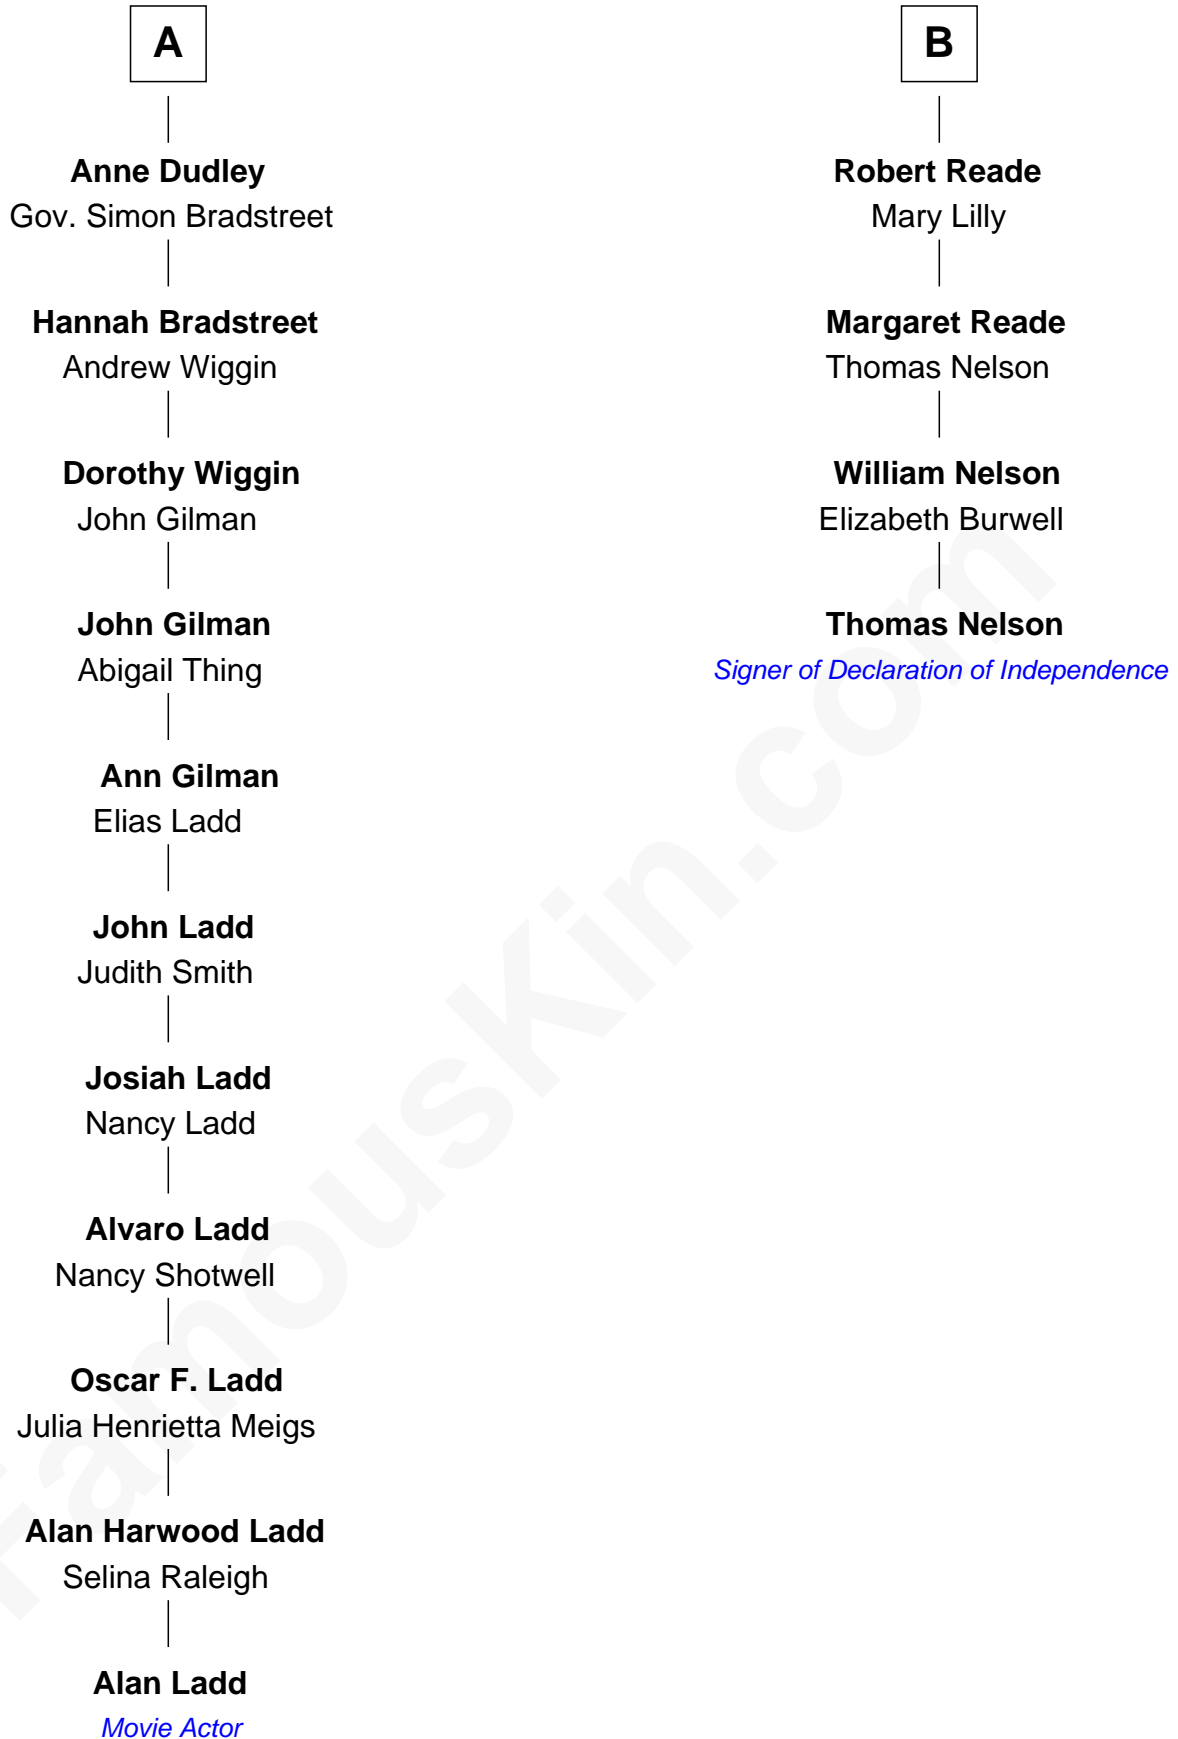 A
Anne Dudley
Gov. Simon Bradstreet
Hannah Bradstreet
Andrew Wiggin
Dorothy Wiggin
John Gilman
John Gilman
Abigail Thing
Ann Gilman
Elias Ladd
John Ladd
Judith Smith
Josiah Ladd
Nancy Ladd
Alvaro Ladd
Nancy Shotwell
Oscar F. Ladd
Julia Henrietta Meigs
Alan Harwood Ladd
Selina Raleigh
Alan Ladd
Movie Actor
B
Robert Reade
Mary Lilly
Margaret Reade
Thomas Nelson
William Nelson
Elizabeth Burwell
Thomas Nelson
Signer of Declaration of Independence
FamousKin.com